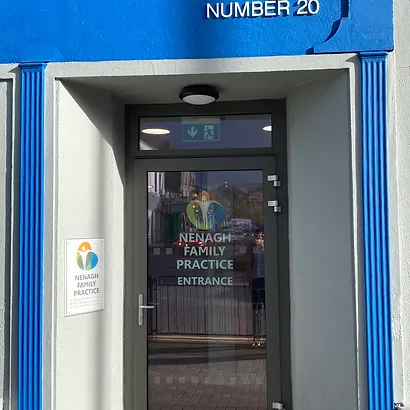 NUMBER 20
NENAGH
FAMILY
PRACTICE
ENTRANCE
NENAGH
FAMILY
PRACTICE